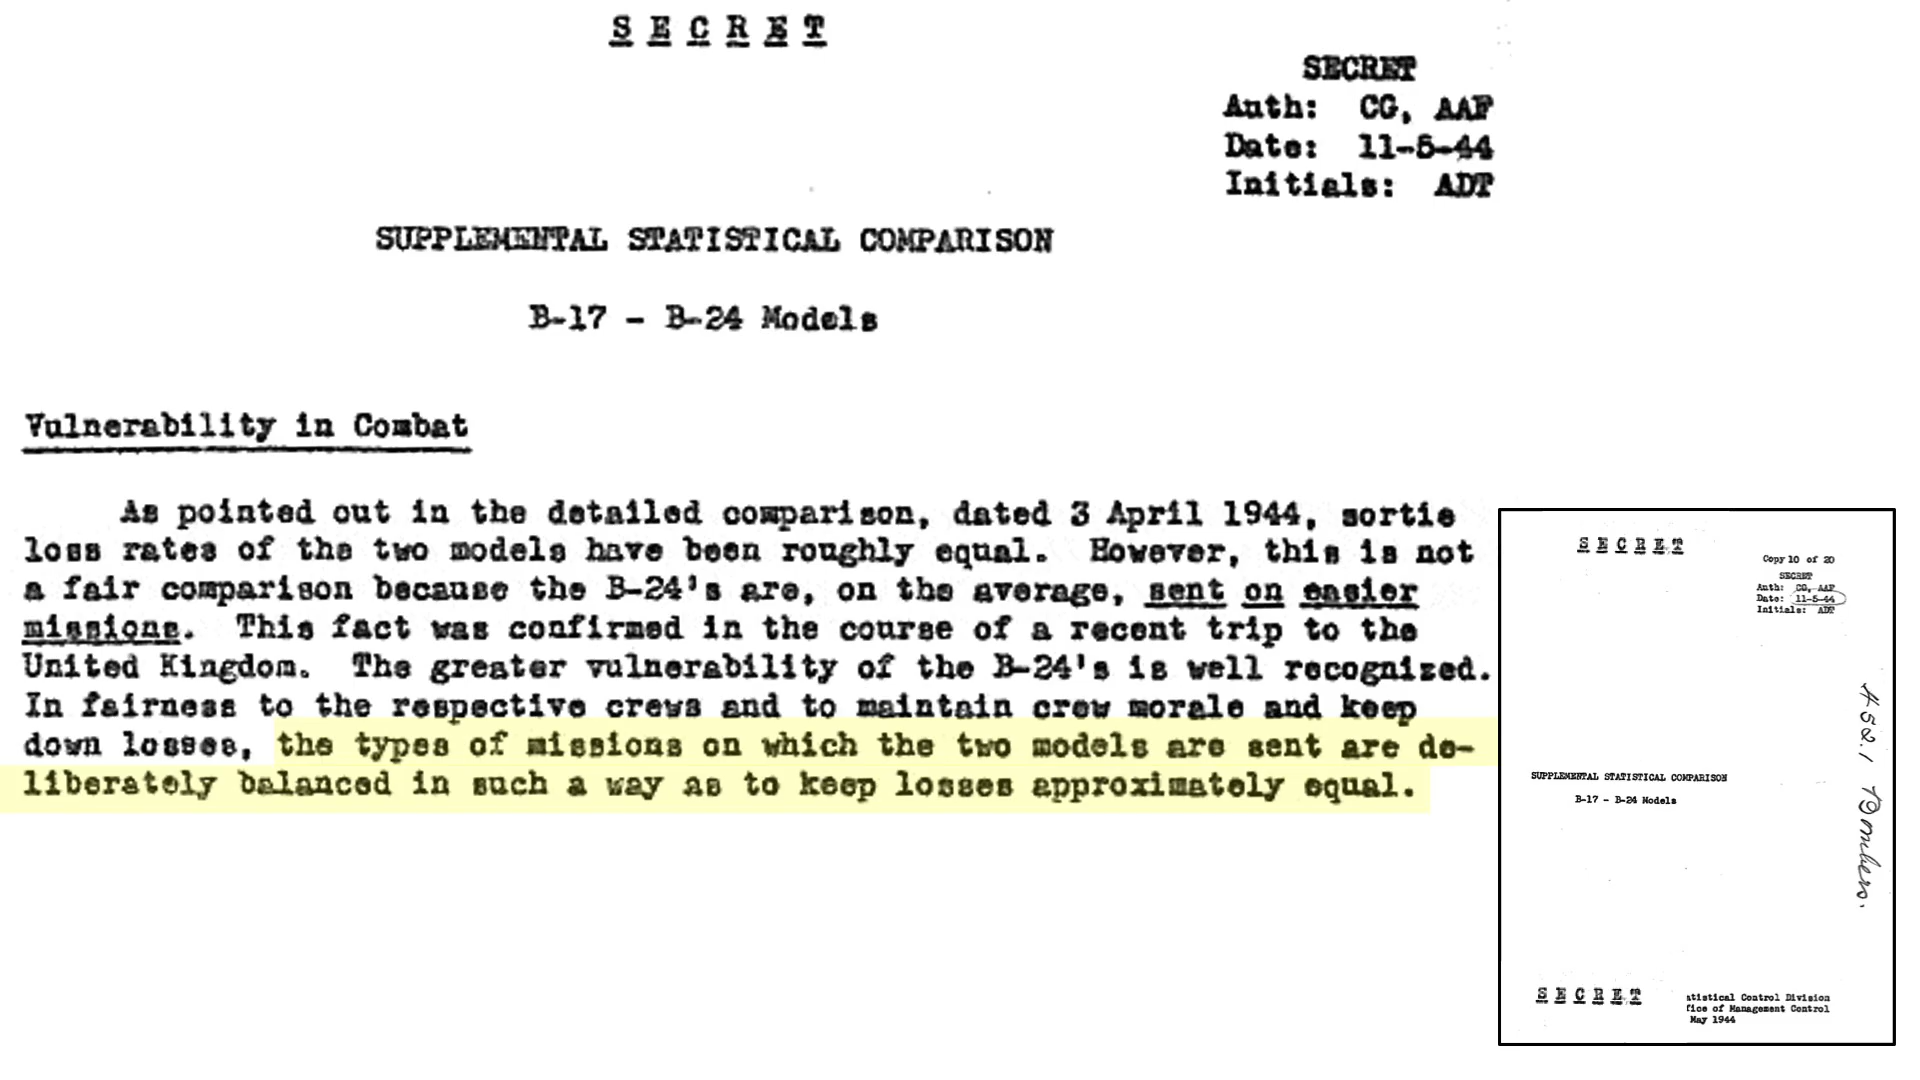 SECRET
SECRET
Auth: CG, AAF
Date: 11-5-44
Initials: ADT
SUPPLEMENTAL STATISTICAL COMPARISON
B-17 - B-24 Models
Vulnerability in Combat
As pointed out in the detailed comparison, dated 3 April 1944, sortie
loss rates of the two models have been roughly equal. However, this is not
a fair comparison because the B-24's are, on the average, sent on easier
missions. This fact was confirmed in the course of a recent trip to the
United Kingdom. The greater vulnerability of the B-24's is well recognized.
In fairness to the respective crews and to maintain crew morale and keep
down losses, the types of missions on which the two models are sent are de-
liberately balanced in such a way as to keep losses approximately equal.
SECRET
Copy 10 of 20
SECRET
Auth: CG, AAF
Date: 11-5-44
Initials: ADT
452.1 Bombers.
SUPPLEMENTAL STATISTICAL COMPARISON
B-17 - B-24 Models
SECRET
tistical Control Division
fice of Management Control
May 1944